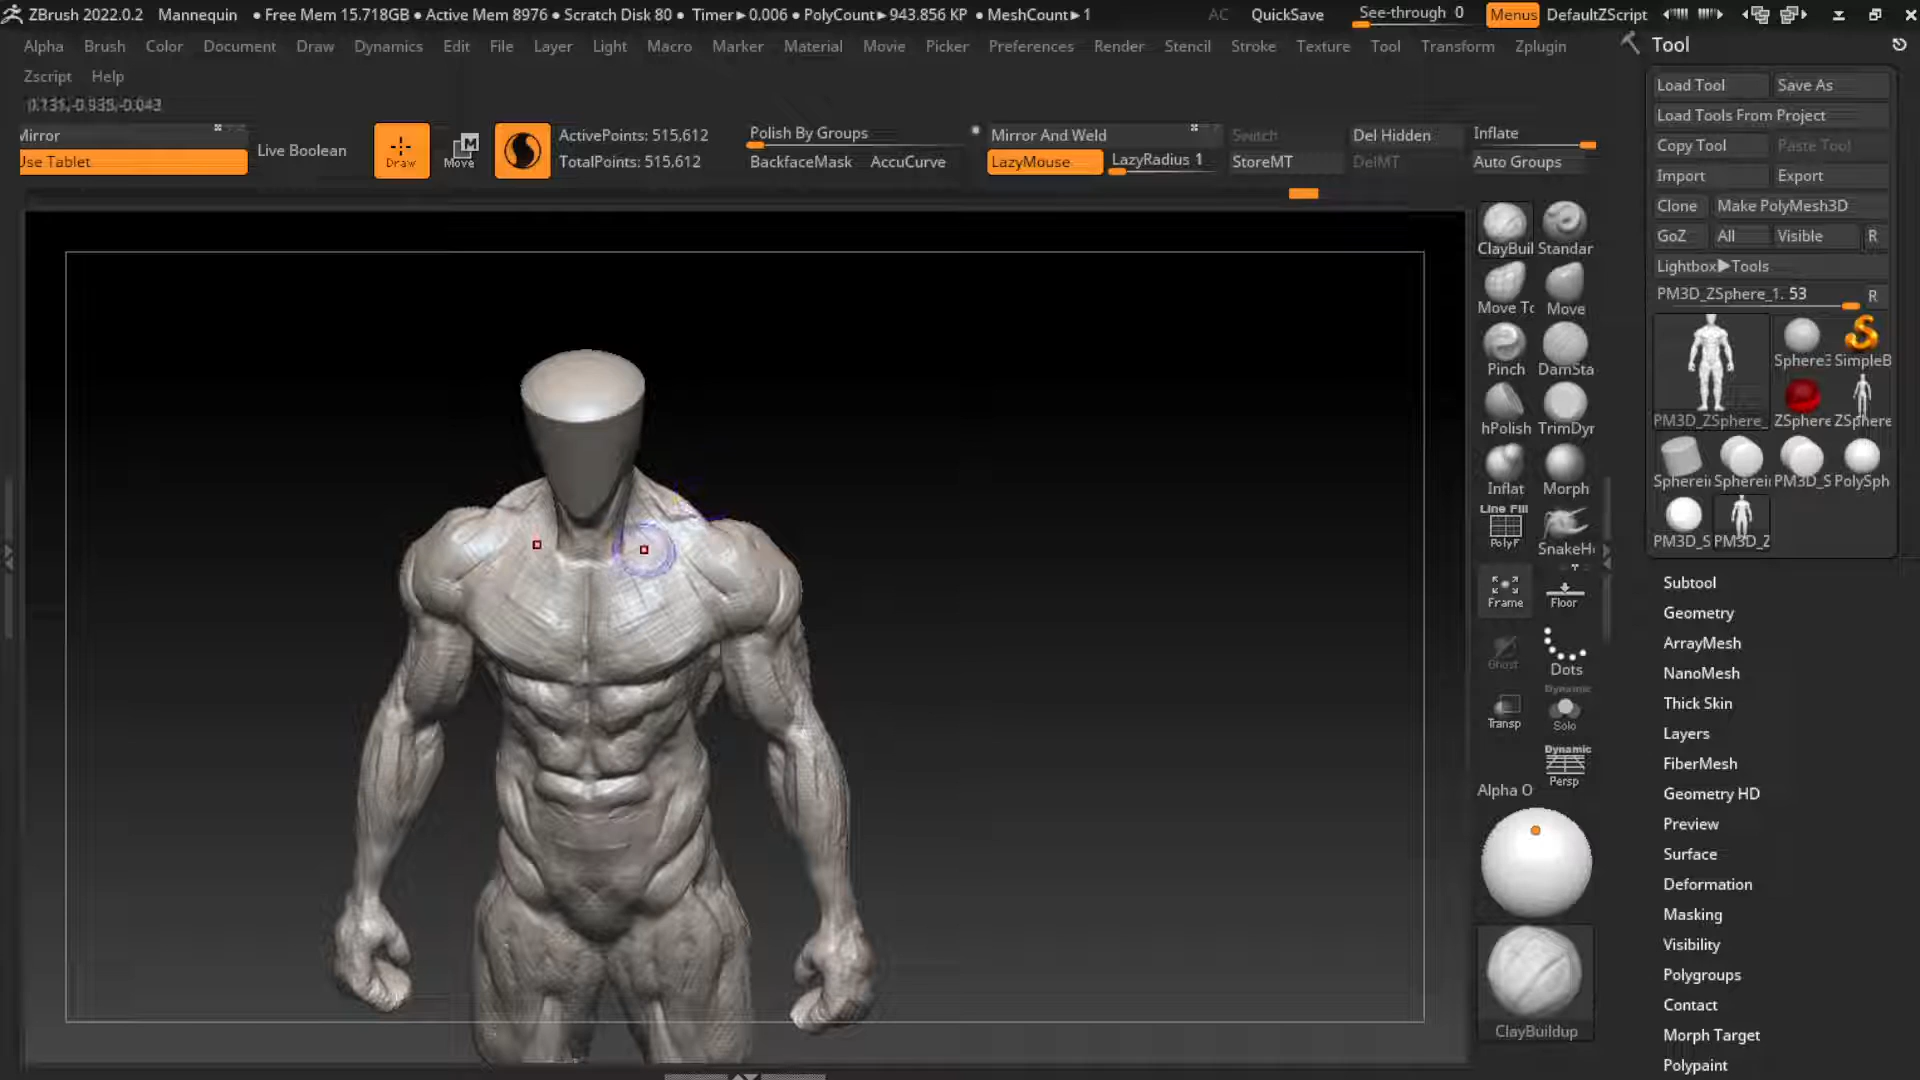 ZBrush 2022.0.2 Mannequin • Free Mem 15.718GB • Active Mem 8976 • Scratch Disk 80 • Timer▶0.006 • PolyCount▶943.856 KP • MeshCount▶1 AC QuickSave See-through 0 Menus DefaultZScript
Alpha Brush Color Document Draw Dynamics Edit File Layer Light Macro Marker Material Movie Picker Preferences Render Stencil Stroke Texture Tool Transform Zplugin
Zscript Help
Mirror
Use Tablet
Live Boolean
Draw
Move
ActivePoints: 515,612
TotalPoints: 515,612
Polish By Groups
BackfaceMask AccuCurve
Mirror And Weld
LazyMouse LazyRadius 1
Switch Del Hidden Inflate
StoreMT DelMT Auto Groups
ClayBuil Standar
Move To Move
Pinch DamSta
hPolish TrimDyr
Inflat Morph
Line Fill
PolyF SnakeH
Frame Floor
Ghost Dots
Dynamic
Transp Solo
Dynamic
Persp
Alpha O
ClayBuildup
Tool
Load Tool Save As
Load Tools From Project
Copy Tool Paste Tool
Import Export
Clone Make PolyMesh3D
GoZ All Visible R
Lightbox▶Tools
PM3D_ZSphere_1. 53 R
Sphere3 SimpleB
PM3D_ZSphere_ ZSphere ZSphere
Spherein Spherein PM3D_S PolySph
PM3D_S PM3D_Z
Subtool
Geometry
ArrayMesh
NanoMesh
Thick Skin
Layers
FiberMesh
Geometry HD
Preview
Surface
Deformation
Masking
Visibility
Polygroups
Contact
Morph Target
Polypaint